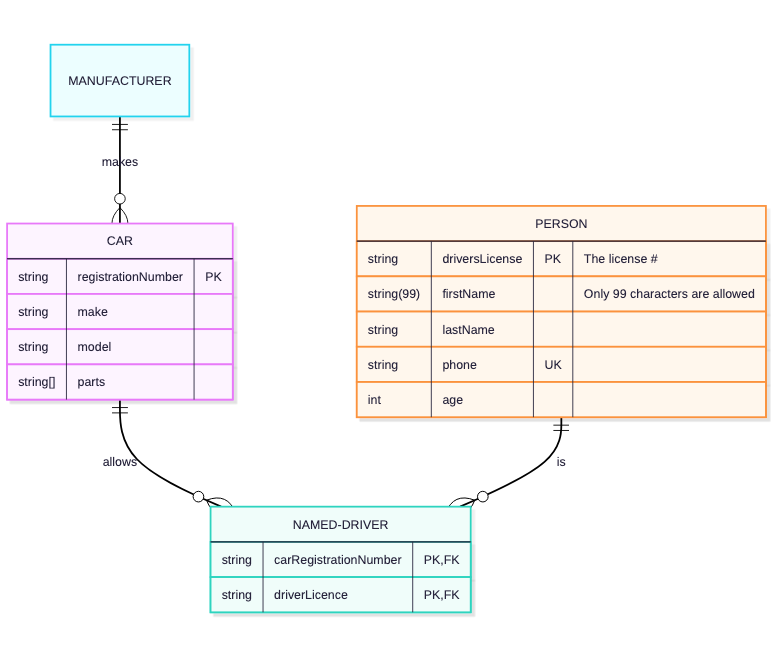 MANUFACTURER
makes
CAR
string registrationNumber PK
string make
string model
string[] parts
PERSON
string driversLicense PK The license #
string(99) firstName Only 99 characters are allowed
string lastName
string phone UK
int age
allows
is
NAMED-DRIVER
string carRegistrationNumber PK,FK
string driverLicence PK,FK